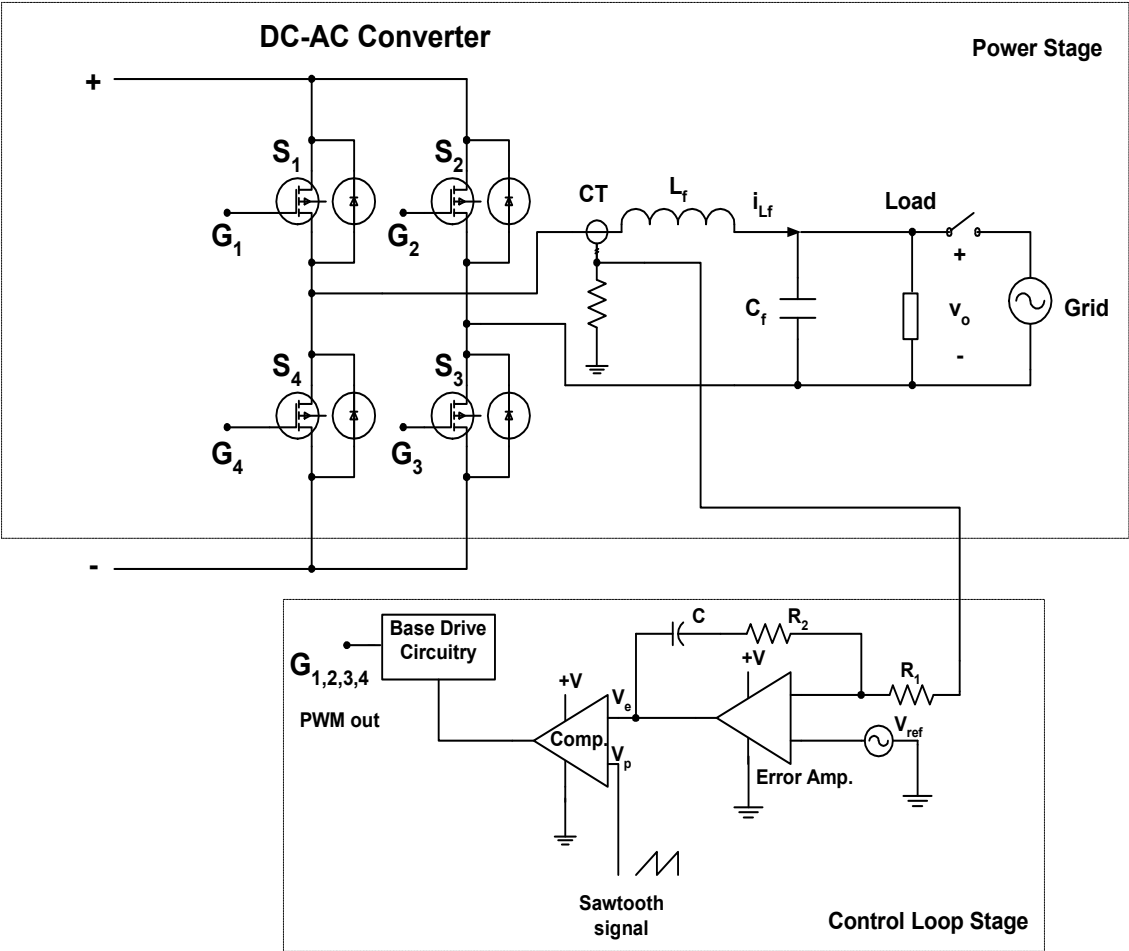 DC-AC Converter
Power Stage
+
S1
S2
CT
Lf
iLf
Load
G1
G2
+
Cf
vo
Grid
-
S4
S3
G4
G3
-
Base Drive
Circuitry
C
R2
G1,2,3,4
+V
R1
+V
Ve
PWM out
Vref
Comp.
Vp
Error Amp.
Sawtooth
signal
Control Loop Stage